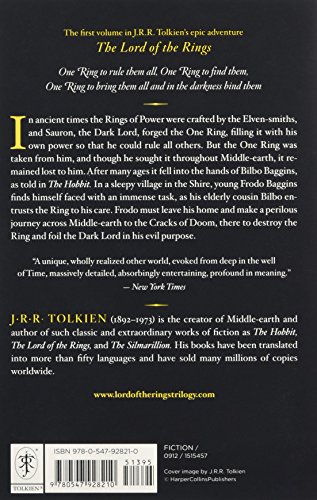 The first volume in J.R.R. Tolkien's epic adventure
The Lord of the Rings
One Ring to rule them all, One Ring to find them,
One Ring to bring them all and in the darkness bind them
In ancient times the Rings of Power were crafted by the Elven-smiths,
and Sauron, the Dark Lord, forged the One Ring, filling it with his
own power so that he could rule all others. But the One Ring was
taken from him, and though he sought it throughout Middle-earth, it re-
mained lost to him. After many ages it fell into the hands of Bilbo Baggins,
as told in The Hobbit. In a sleepy village in the Shire, young Frodo Baggins
finds himself faced with an immense task, as his elderly cousin Bilbo en-
trusts the Ring to his care. Frodo must leave his home and make a perilous
journey across Middle-earth to the Cracks of Doom, there to destroy the
Ring and foil the Dark Lord in his evil purpose.
"A unique, wholly realized other world, evoked from deep in the well
of Time, massively detailed, absorbingly entertaining, profound in meaning."
— New York Times
J·R·R· TOLKIEN (1892–1973) is the creator of Middle-earth and
author of such classic and extraordinary works of fiction as The Hobbit,
The Lord of the Rings, and The Silmarillion. His books have been translated
into more than fifty languages and have sold many millions of copies
worldwide.
www.lordoftheringstrilogy.com
ISBN 978-0-547-92821-0
51395
9 780547 928210
FICTION /
0912 / 1515457
Cover image by J.R.R. Tolkien
© HarperCollinsPublishers